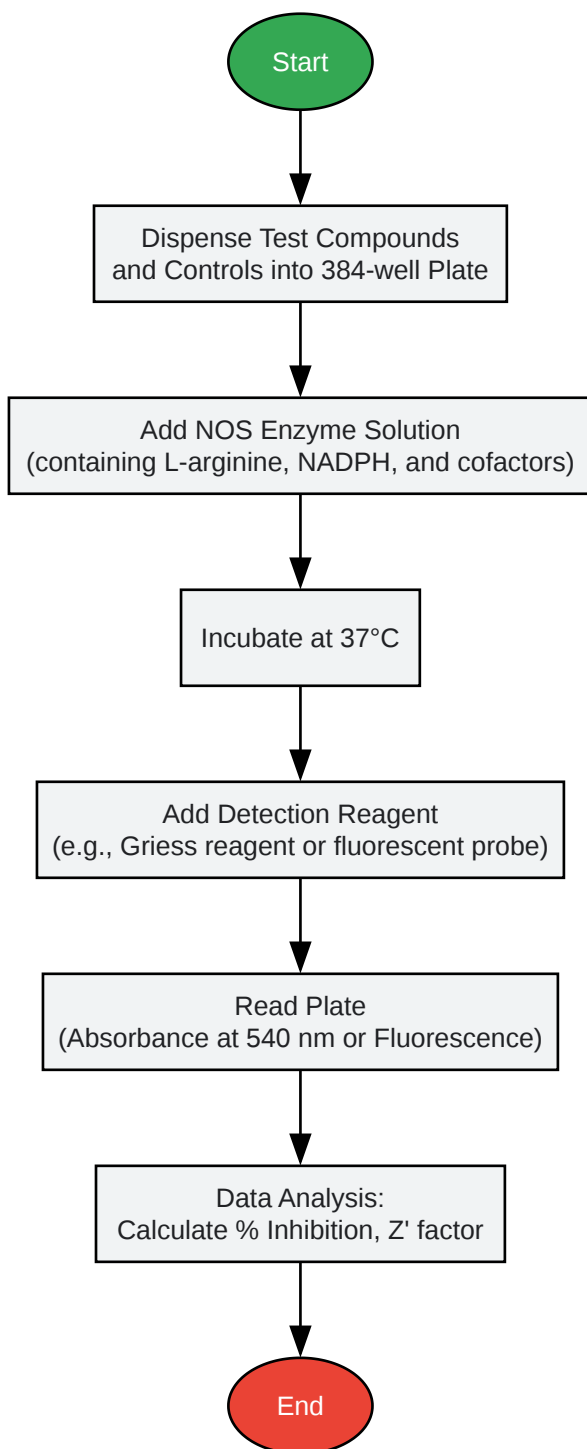 Start
Dispense Test Compounds
and Controls into 384-well Plate
Add NOS Enzyme Solution
(containing L-arginine, NADPH, and cofactors)
Incubate at 37°C
Add Detection Reagent
(e.g., Griess reagent or fluorescent probe)
Read Plate
(Absorbance at 540 nm or Fluorescence)
Data Analysis:
Calculate % Inhibition, Z' factor
End